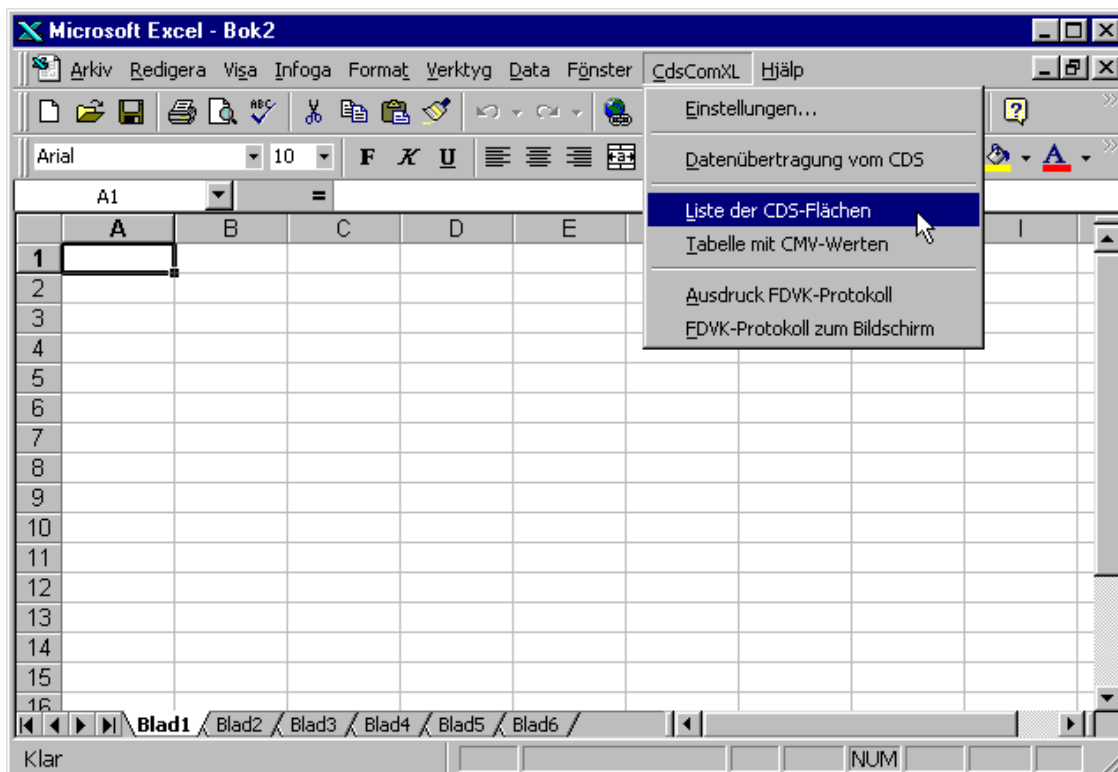 Microsoft Excel - Bok2
Arkiv Redigera Visa Infoga Format Verktyg Data Fönster CdsComXL Hjälp
ABC
Arial 10 F K U A
A1 =
A B C D E I
1
2
3
4
5
6
7
8
9
10
11
12
13
14
15
16
Einstellungen...
Datenübertragung vom CDS
Liste der CDS-Flächen
Tabelle mit CMV-Werten
Ausdruck FDVK-Protokoll
FDVK-Protokoll zum Bildschirm
Blad1 Blad2 Blad3 Blad4 Blad5 Blad6
Klar NUM